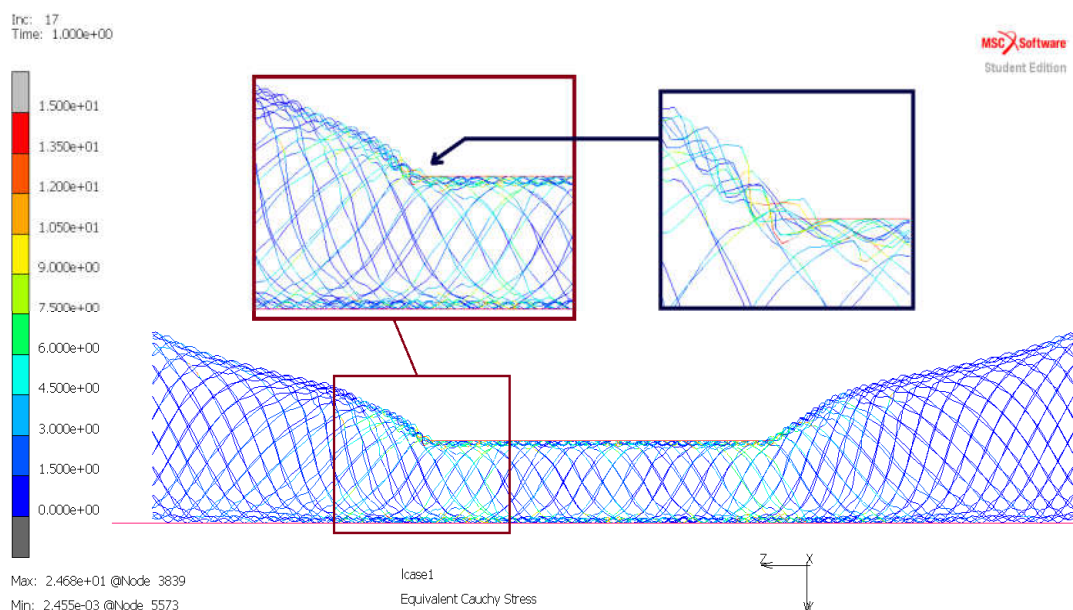 Inc: 17
Time: 1.000e+00
MSC Software
Student Edition
1.500e+01
1.350e+01
1.200e+01
1.050e+01
9.000e+00
7.500e+00
6.000e+00
4.500e+00
3.000e+00
1.500e+00
0.000e+00
Z
X
Y
lcase1
Equivalent Cauchy Stress
Max: 2.468e+01 @Node 3839
Min: 2.455e-03 @Node 5573